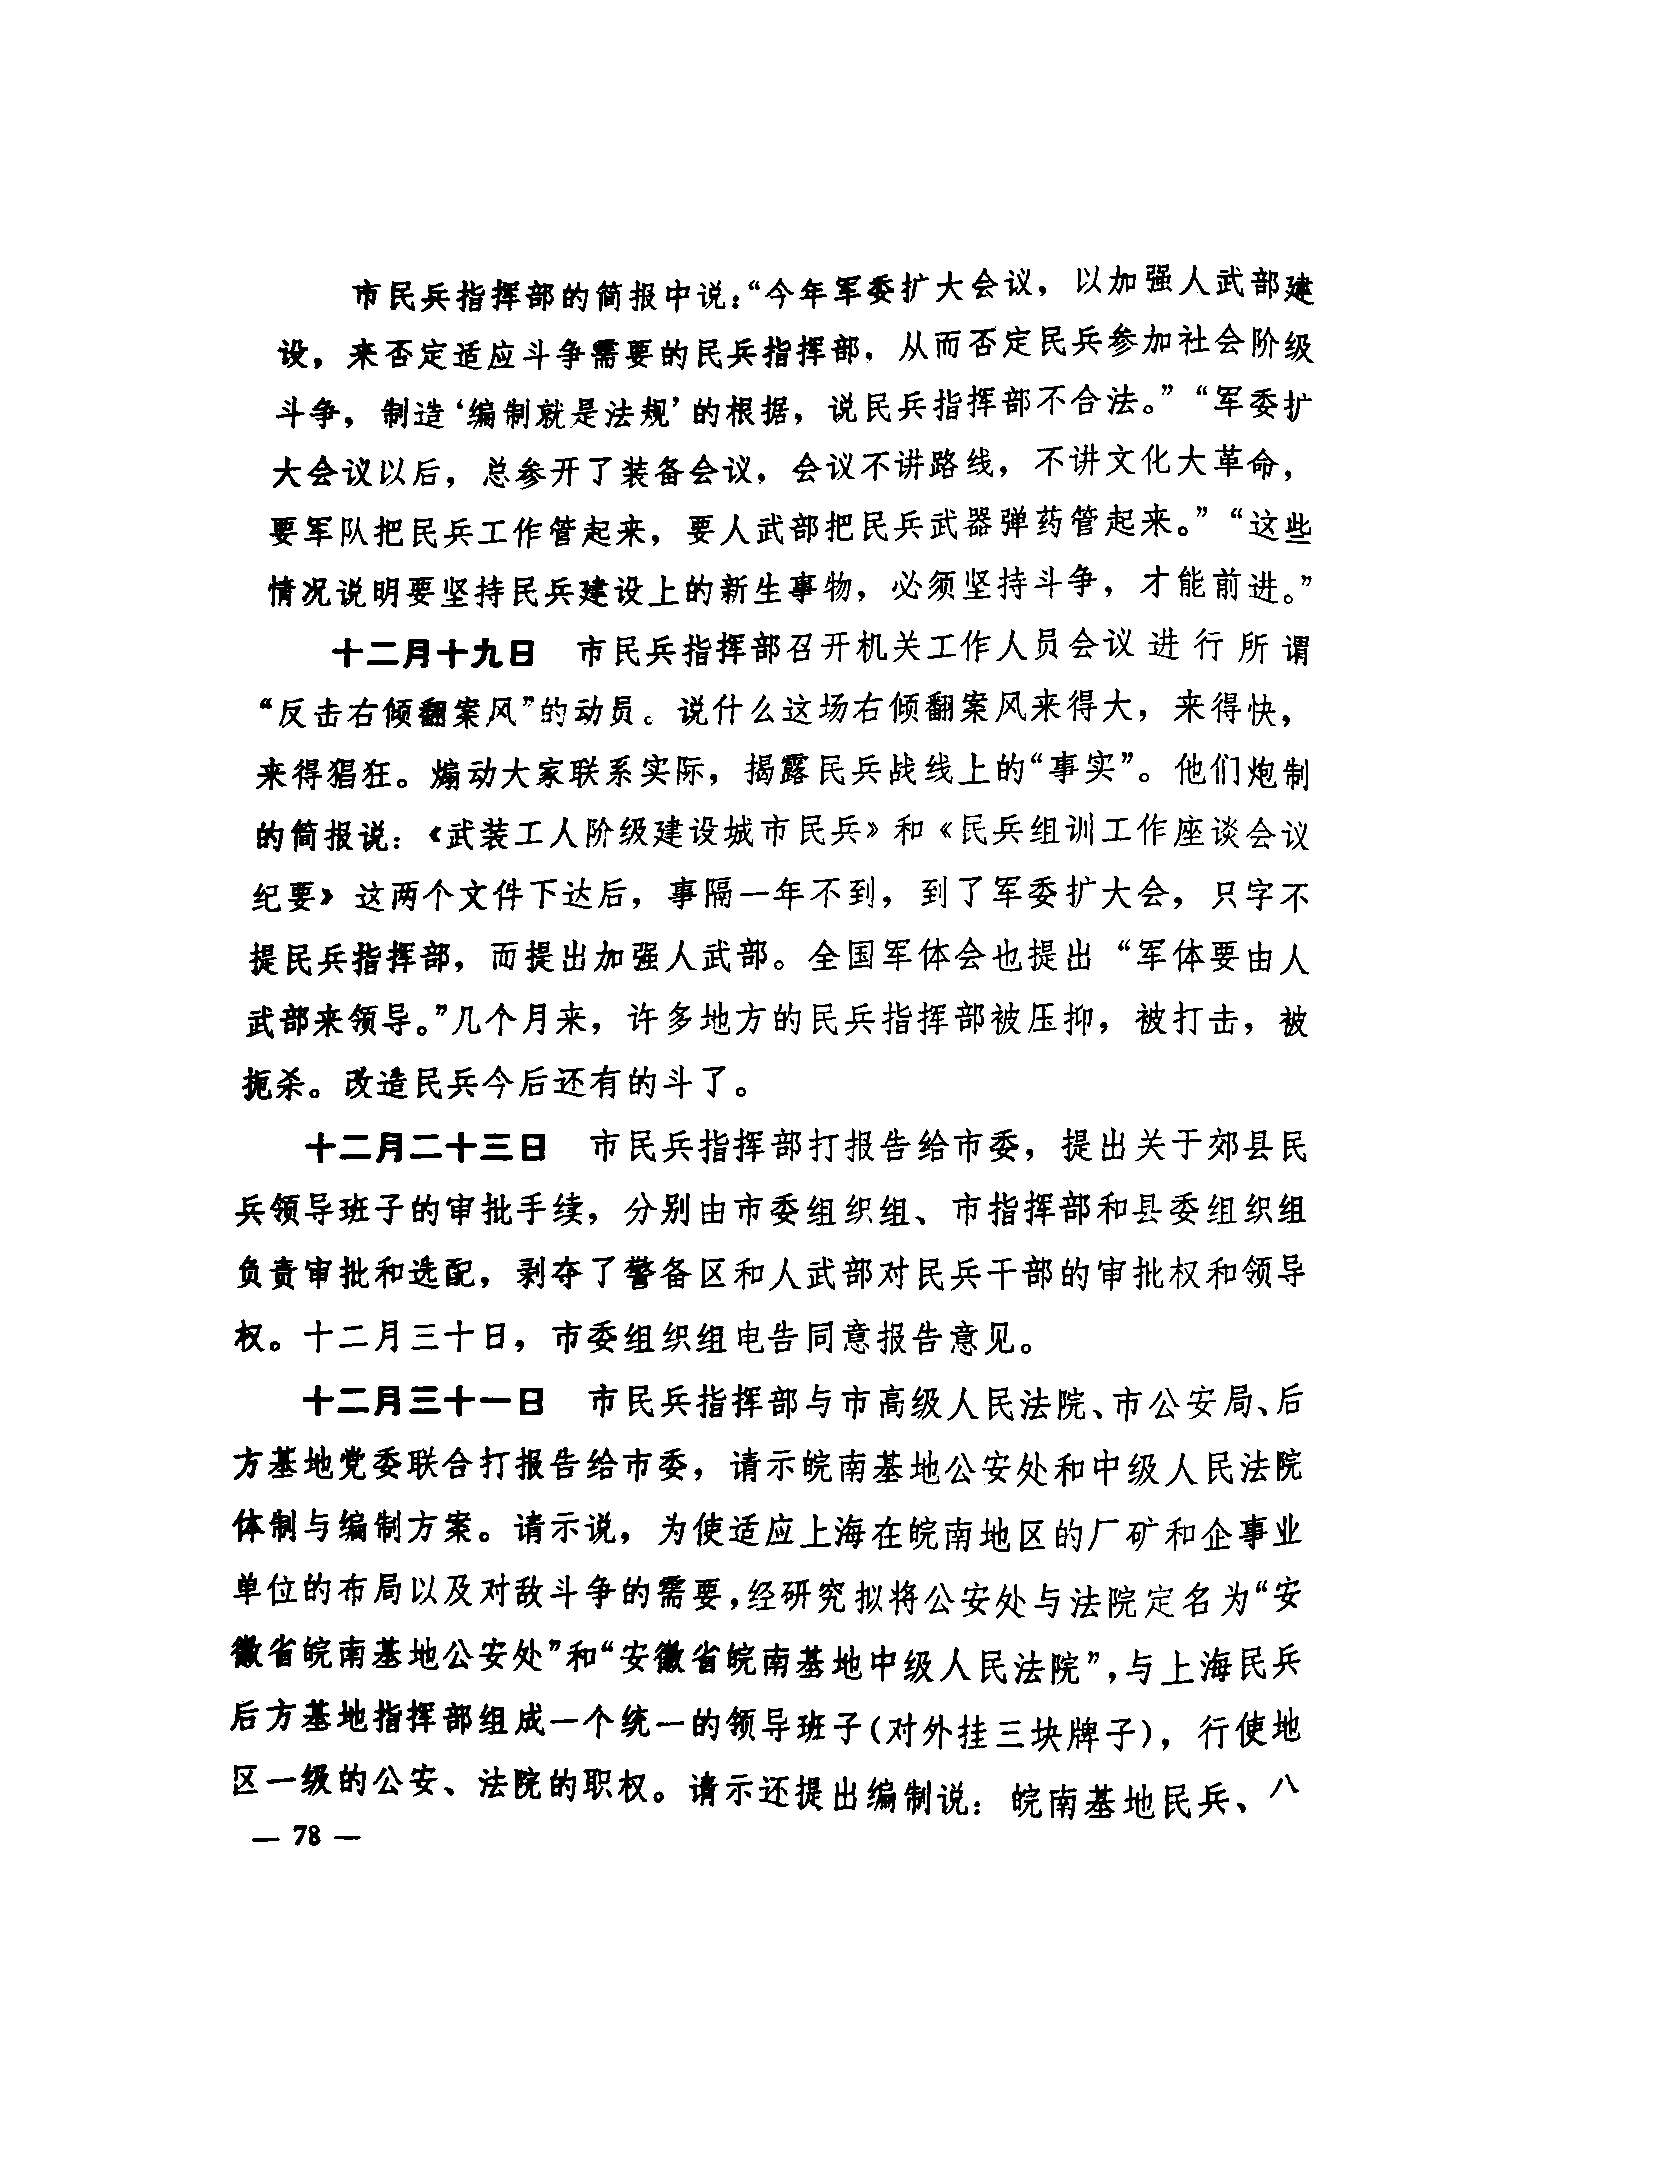 市民兵指挥部的简报中说：“今年军委扩大会议，以加强人武部建
设，来否定适应斗争需要的民兵指挥部，从而否定民兵参加社会阶级
斗争，制造‘编制就是法规’的根据，说民兵指挥部不合法。”“军委扩
大会议以后，总参开了装备会议，会议不讲路线，不讲文化大革命，
要军队把民兵工作管起来，要人武部把民兵武器弹药管起来。”“这些
情况说明要坚持民兵建设上的新生事物，必须坚持斗争，才能前进。”
十二月十九日　市民兵指挥部召开机关工作人员会议进行所谓
“反击右倾翻案风”的动员。说什么这场右倾翻案风来得大，来得快，
来得猖狂。煽动大家联系实际，揭露民兵战线上的“事实”。他们炮制
的简报说：《武装工人阶级建设城市民兵》和《民兵组训工作座谈会议
纪要》这两个文件下达后，事隔一年不到，到了军委扩大会，只字不
提民兵指挥部，而提出加强人武部。全国军体会也提出“军体要由人
武部来领导。”几个月来，许多地方的民兵指挥部被压抑，被打击，被
扼杀。改造民兵今后还有的斗了。
十二月二十三日　市民兵指挥部打报告给市委，提出关于郊县民
兵领导班子的审批手续，分别由市委组织组、市指挥部和县委组织组
负责审批和选配，剥夺了警备区和人武部对民兵干部的审批权和领导
权。十二月三十日，市委组织组电告同意报告意见。
十二月三十一日　市民兵指挥部与市高级人民法院、市公安局、后
方基地党委联合打报告给市委，请示皖南基地公安处和中级人民法院
体制与编制方案。请示说，为使适应上海在皖南地区的厂矿和企事业
单位的布局以及对敌斗争的需要，经研究拟将公安处与法院定名为“安
徽省皖南基地公安处”和“安徽省皖南基地中级人民法院”，与上海民兵
后方基地指挥部组成一个统一的领导班子（对外挂三块牌子），行使地
区一级的公安、法院的职权。请示还提出编制说：皖南基地民兵、八
— 78 —